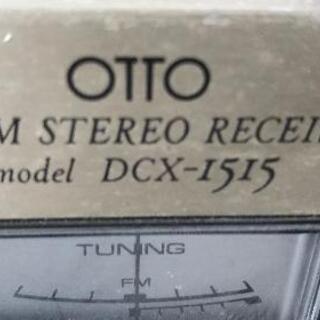 OTTO
M STEREO RECEI
model DCX-1515
TUNING
FM